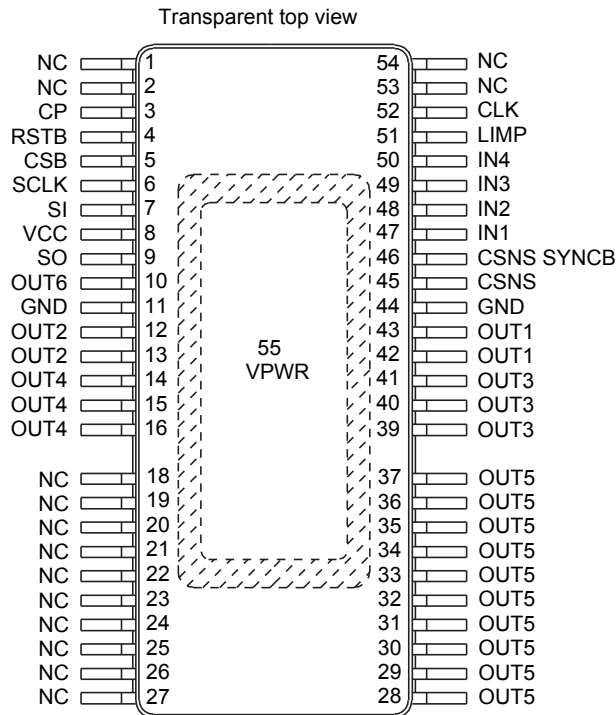 Transparent top view
NC 1 54 NC
NC 2 53 NC
CP 3 52 CLK
RSTB 4 51 LIMP
CSB 5 50 IN4
SCLK 6 49 IN3
SI 7 48 IN2
VCC 8 47 IN1
SO 9 46 CSNS SYNCB
OUT6 10 45 CSNS
GND 11 44 GND
OUT2 12 43 OUT1
OUT2 13 42 OUT1
OUT4 14 41 OUT3
OUT4 15 40 OUT3
OUT4 16 39 OUT3
55
VPWR
NC 18 37 OUT5
NC 19 36 OUT5
NC 20 35 OUT5
NC 21 34 OUT5
NC 22 33 OUT5
NC 23 32 OUT5
NC 24 31 OUT5
NC 25 30 OUT5
NC 26 29 OUT5
NC 27 28 OUT5